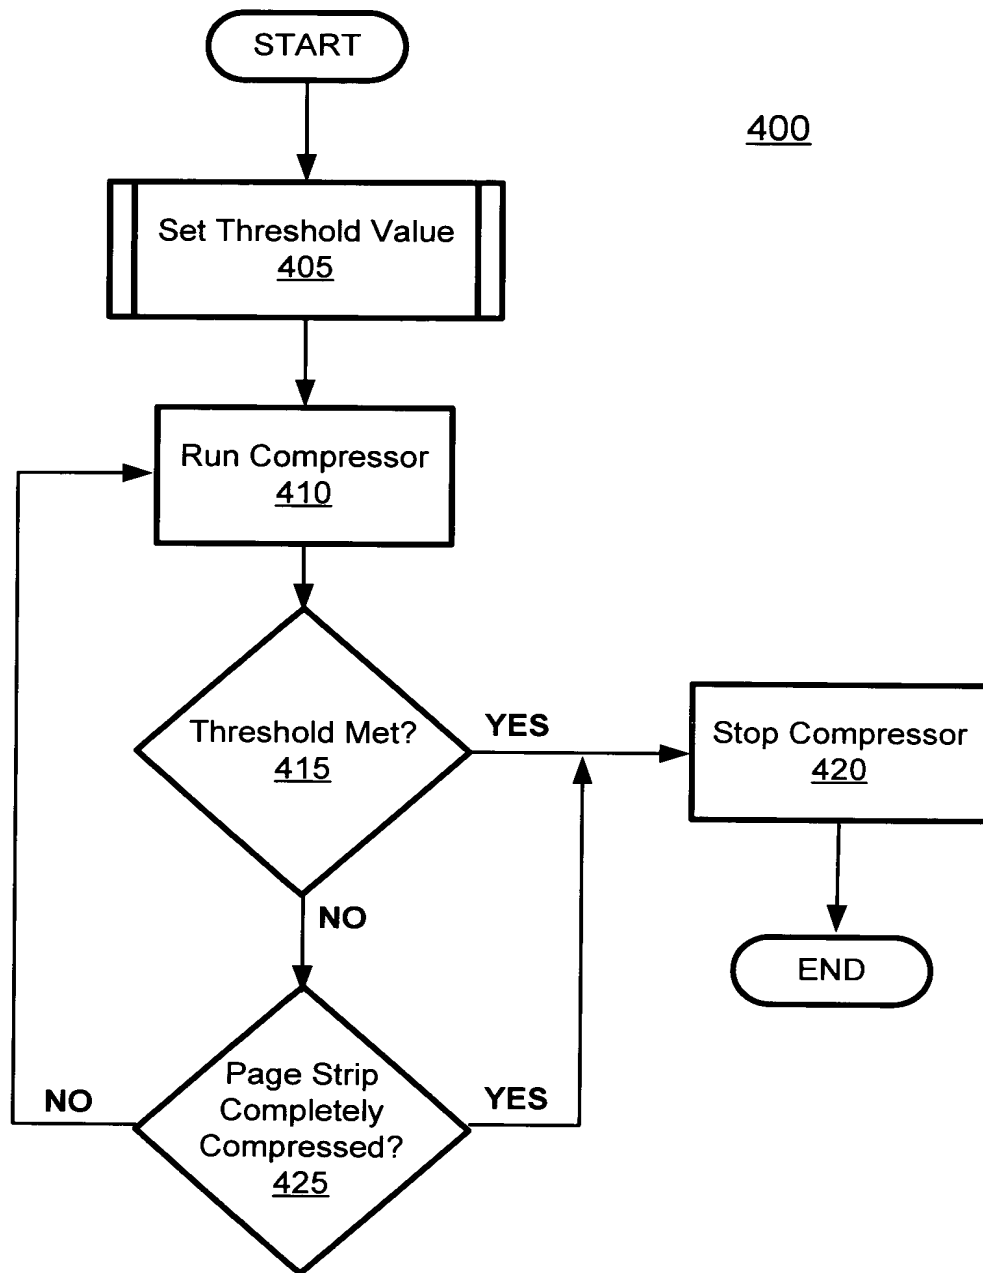 START
400
Set Threshold Value
405
Run Compressor
410
Threshold Met?
415
YES
Stop Compressor
420
NO
END
Page Strip
Completely
Compressed?
425
NO
YES